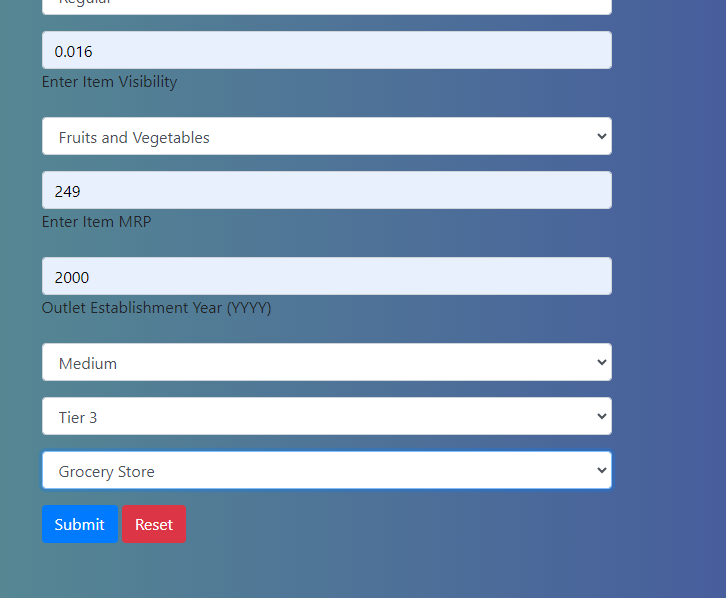 Regular
0.016
Enter Item Visibility
Fruits and Vegetables
249
Enter Item MRP
2000
Outlet Establishment Year (YYYY)
Medium
Tier 3
Grocery Store
Submit Reset